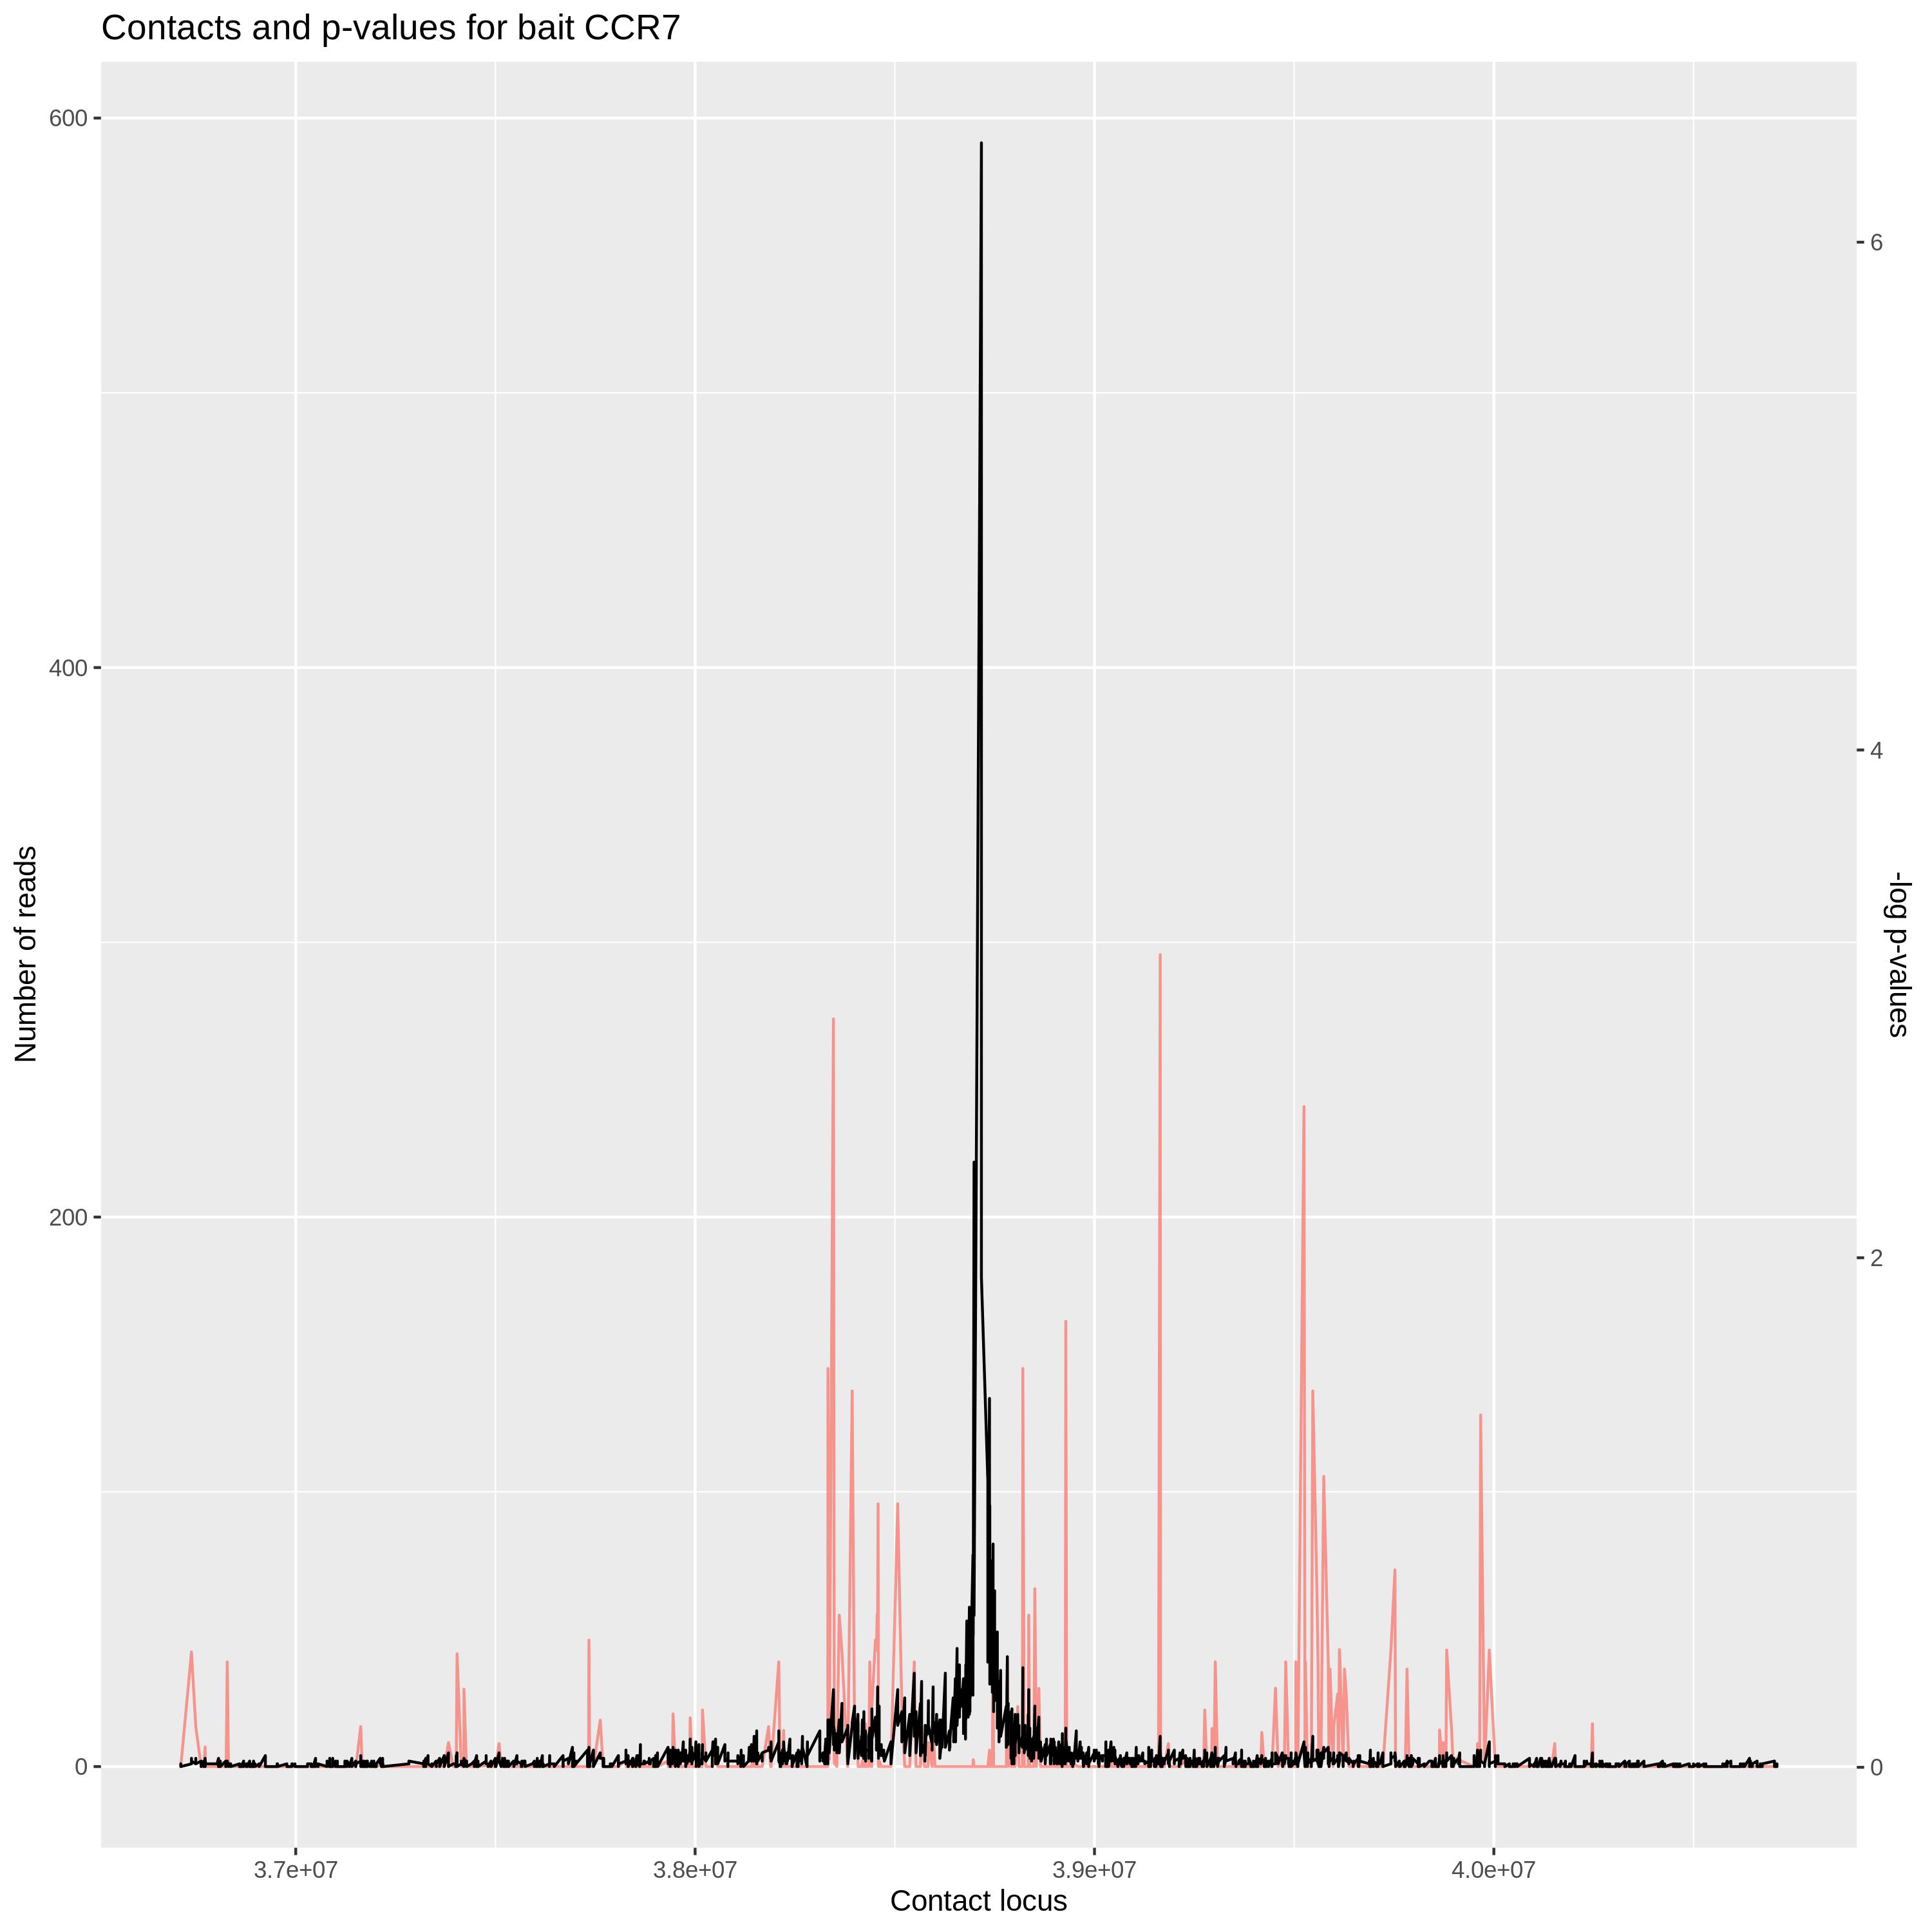 Contacts and p-values for bait CCR7
600
400
200
0
Number of reads
6
4
2
0
-log p-values
3.7e+07 3.8e+07 3.9e+07 4.0e+07
Contact locus